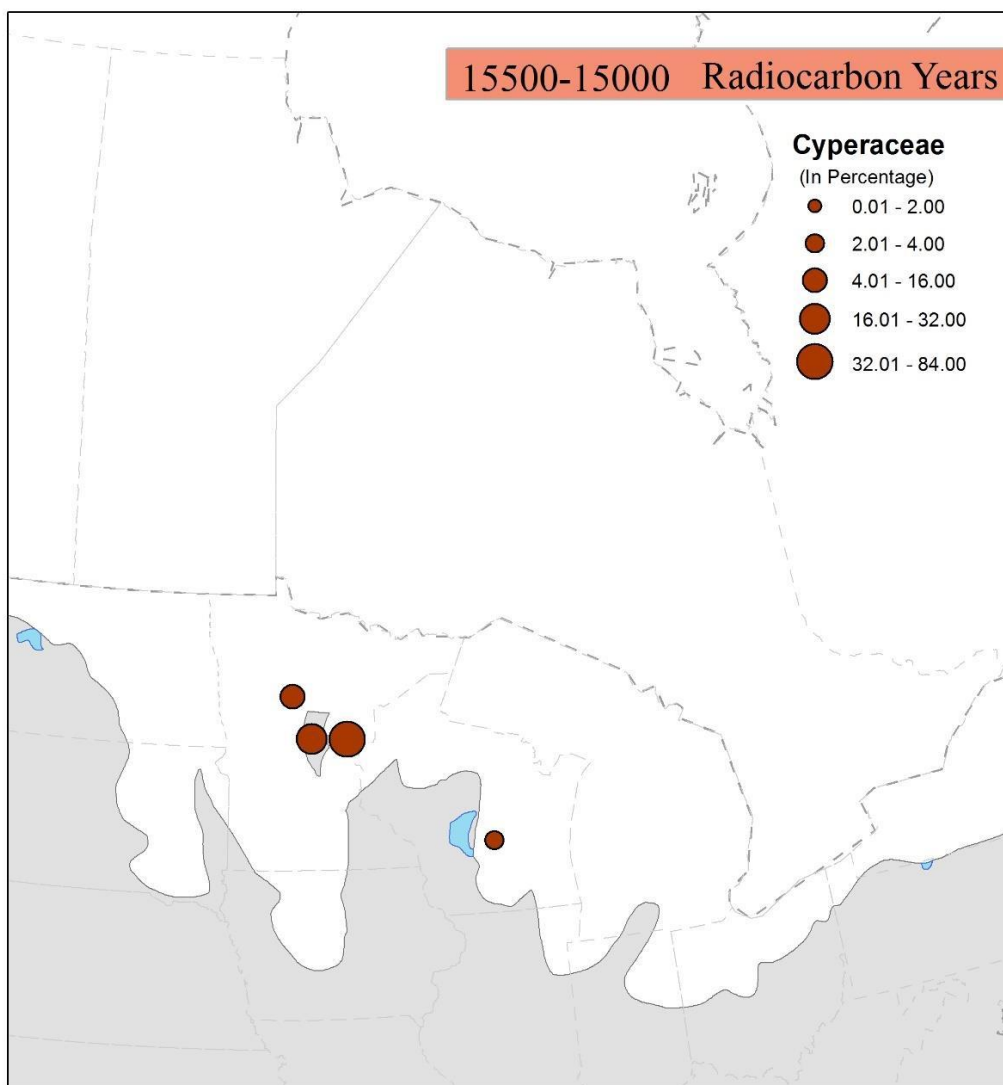 15500-15000 Radiocarbon Years
Cyperaceae
(In Percentage)
0.01 - 2.00
2.01 - 4.00
4.01 - 16.00
16.01 - 32.00
32.01 - 84.00